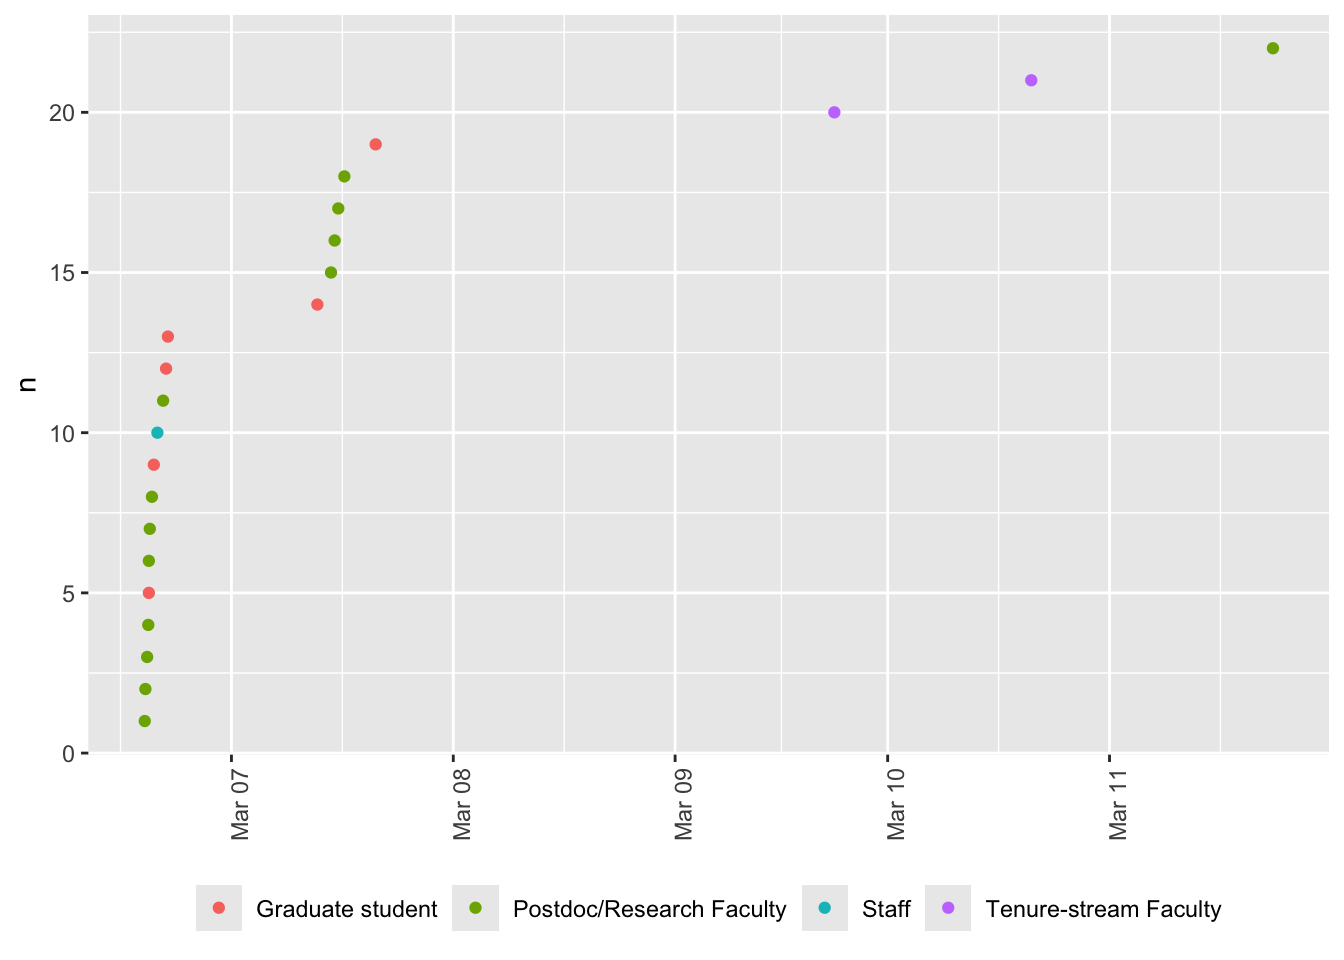 n
20
15
10
5
0
Mar 07
Mar 08
Mar 09
Mar 10
Mar 11
Graduate student
Postdoc/Research Faculty
Staff
Tenure-stream Faculty